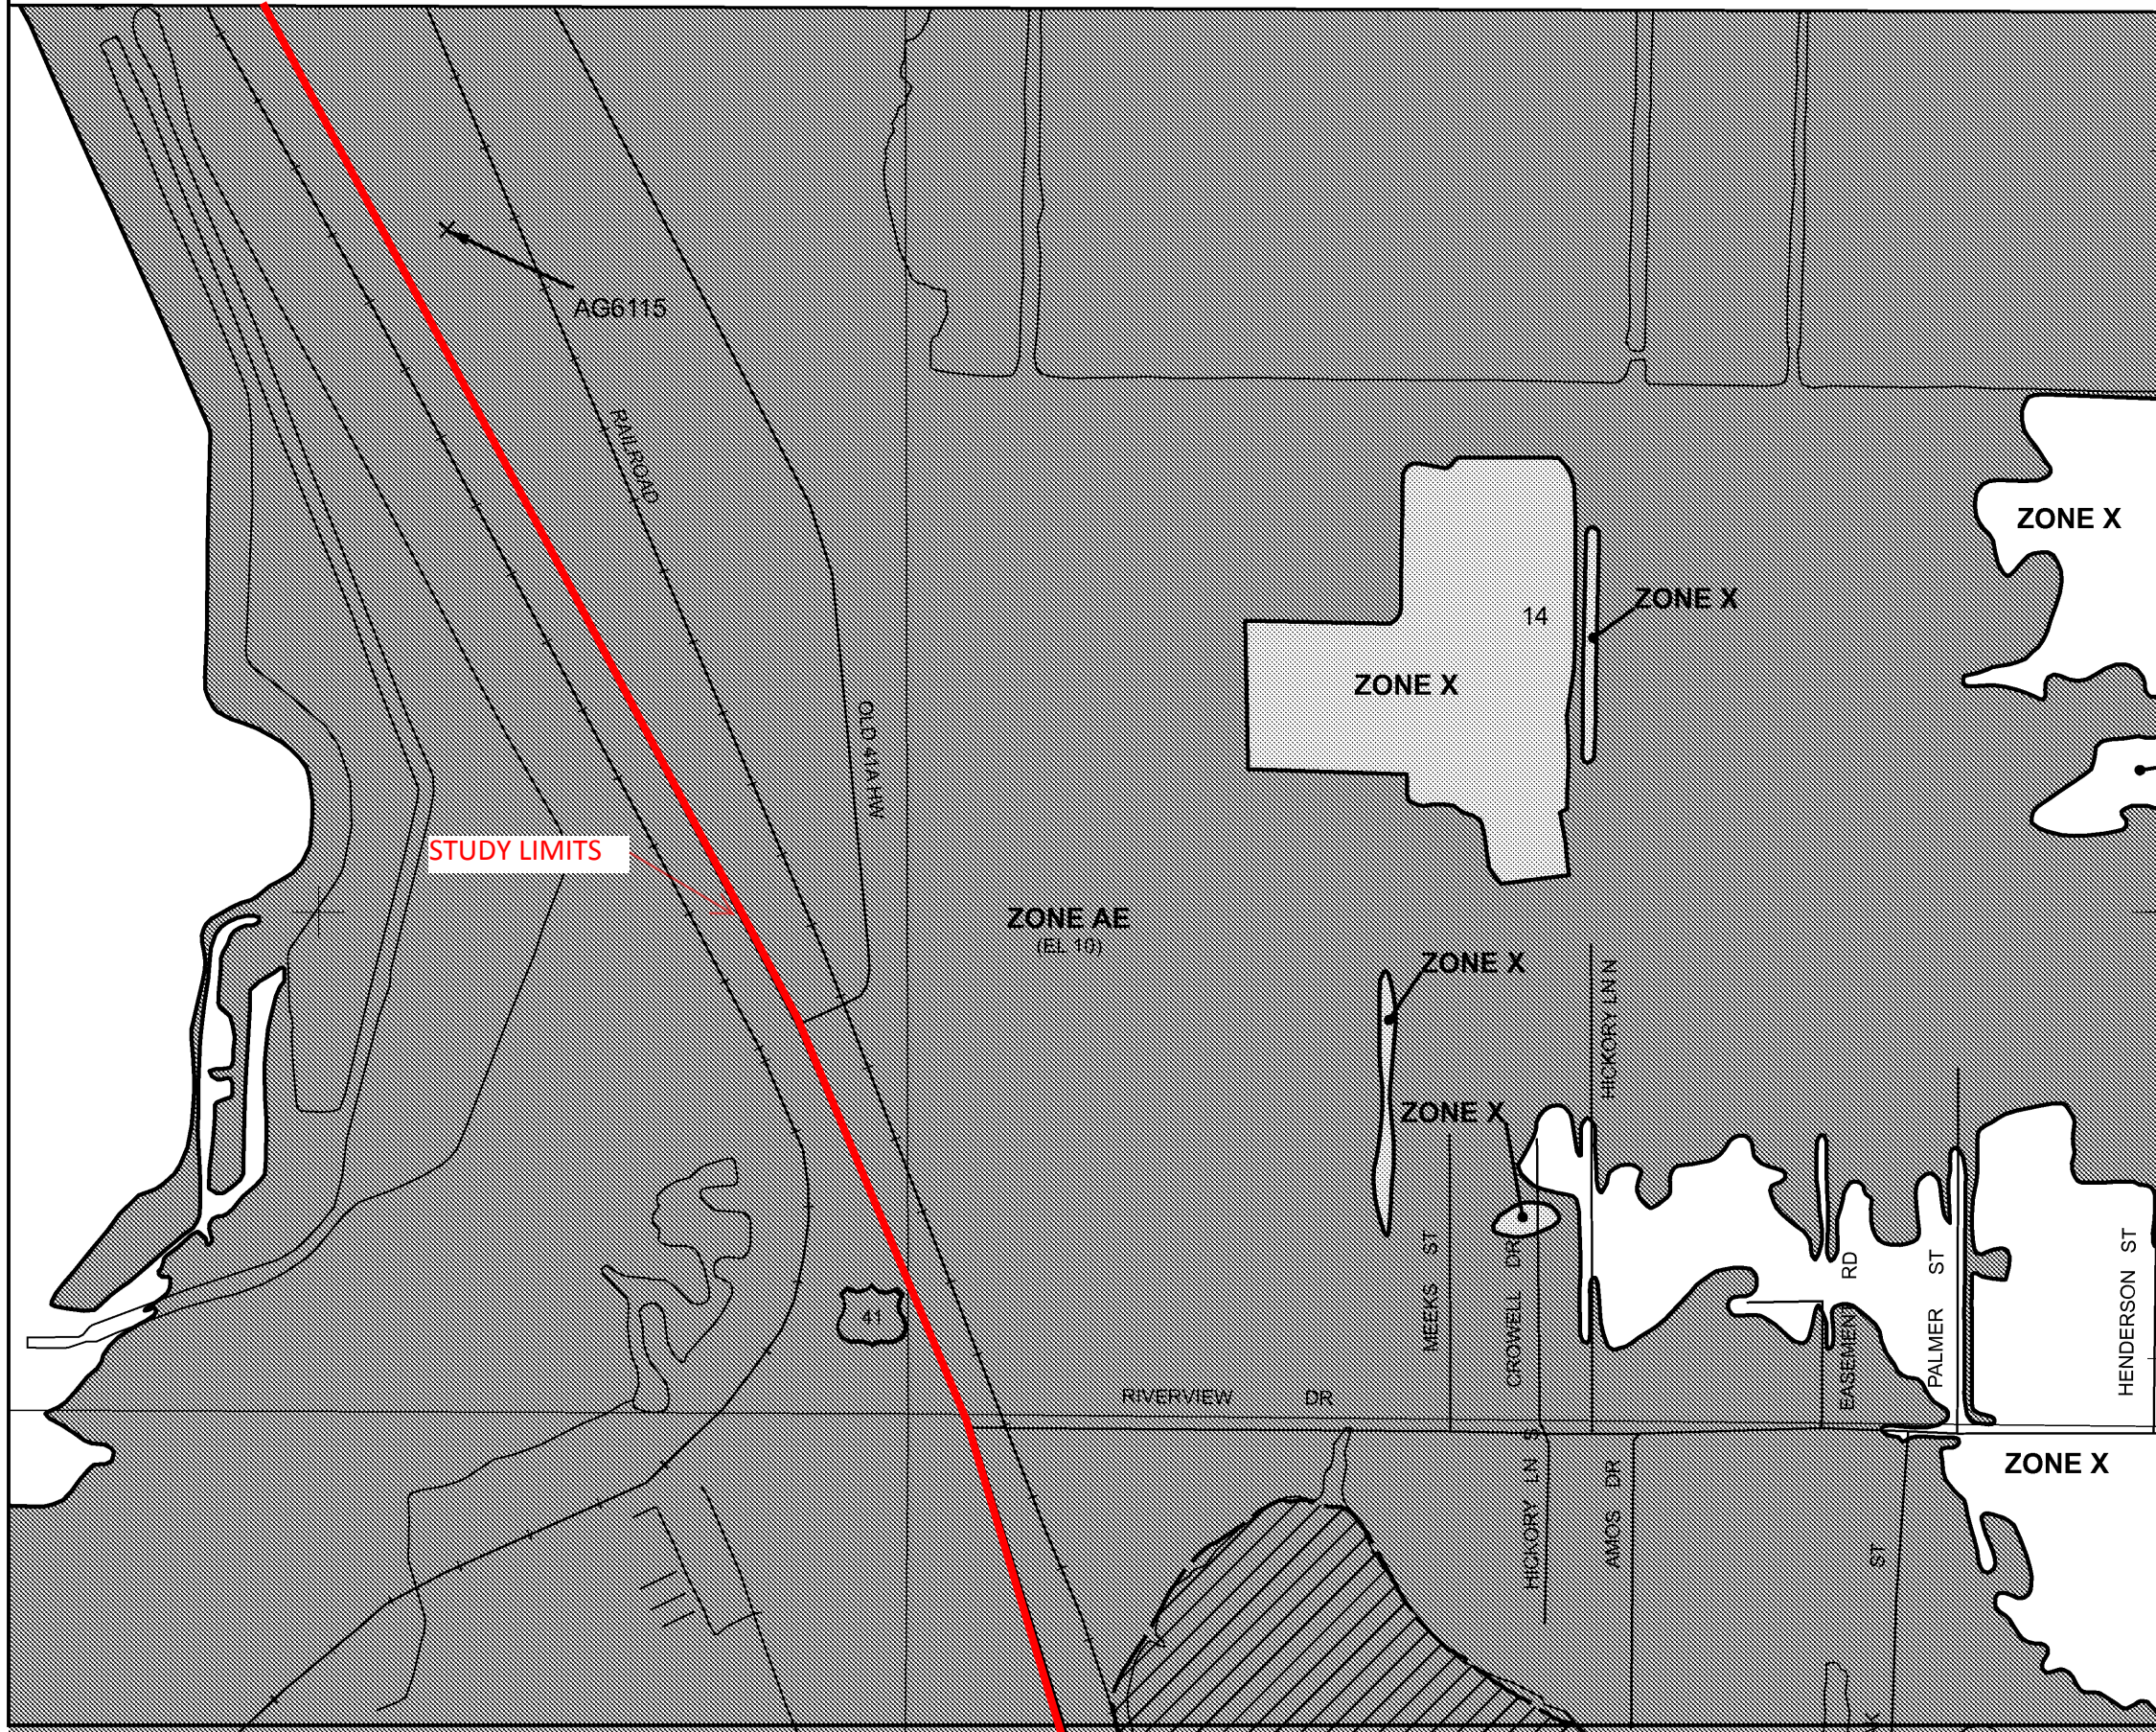 AG6115
RAILROAD
ZONE X
ZONE X
14
ZONE X
OLD 41A HW
STUDY LIMITS
ZONE AE
(EL 10)
ZONE X
HICKORY LN N
ZONE X
MEEKS ST
CROWELL DR
EASEMENT RD
PALMER ST
HENDERSON ST
41
RIVERVIEW DR
ZONE X
HICKORY LN S
AMOS DR
ST